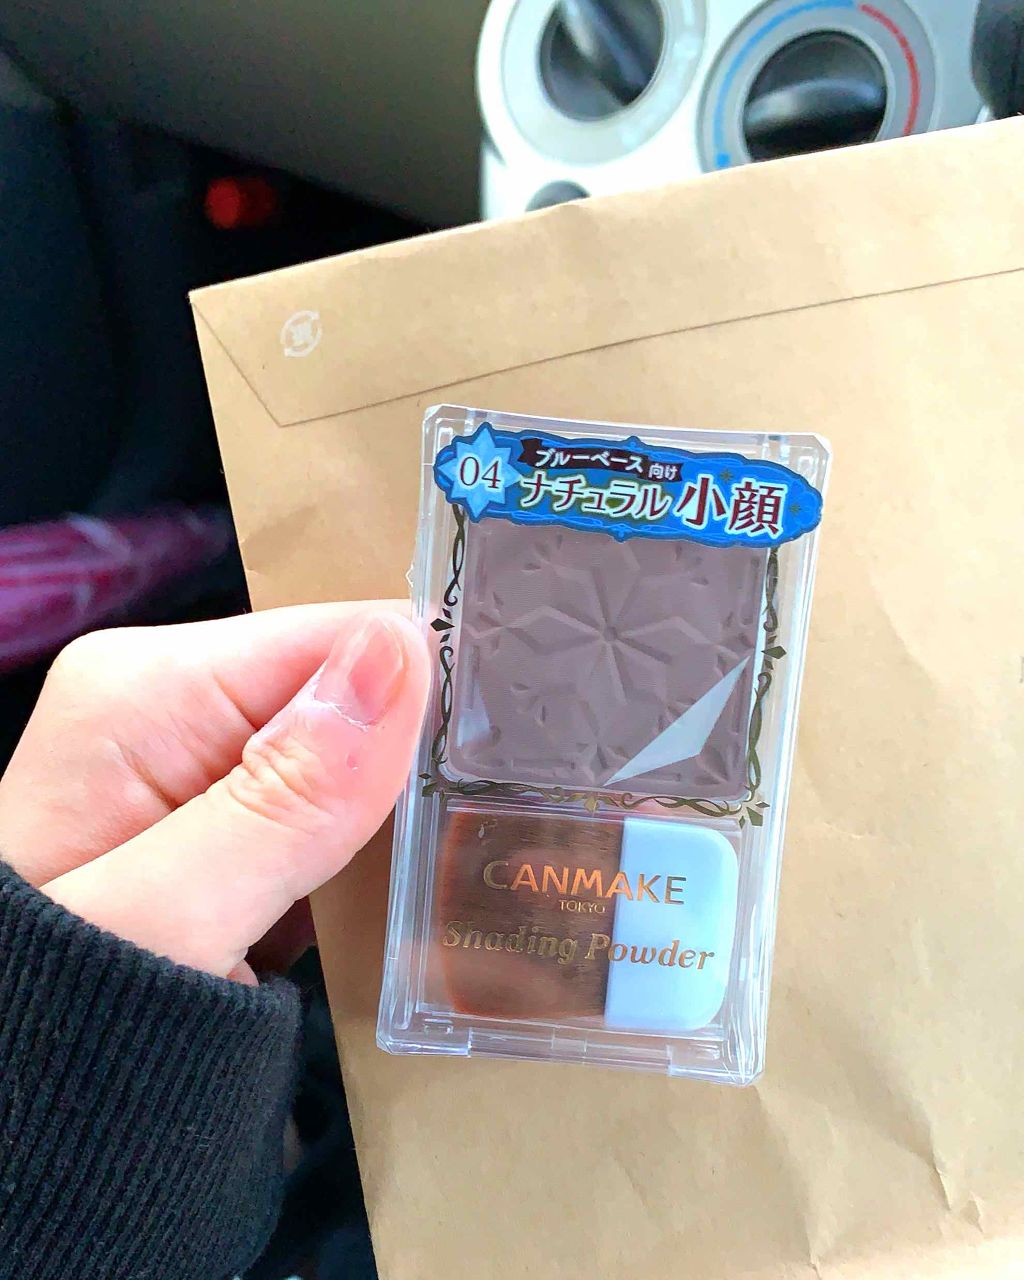 04
ブルーベース 向け
ナチュラル 小顔
CANMAKE
TOKYO
Shading Powder